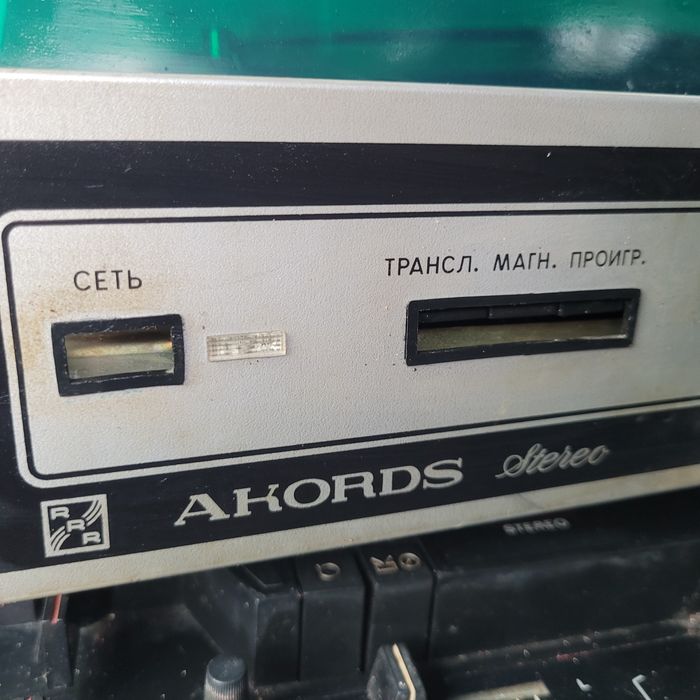 СЕТЬ
ТРАНСЛ. МАГН. ПРОИГР.
RRR
AKORDS Stereo
STEREO